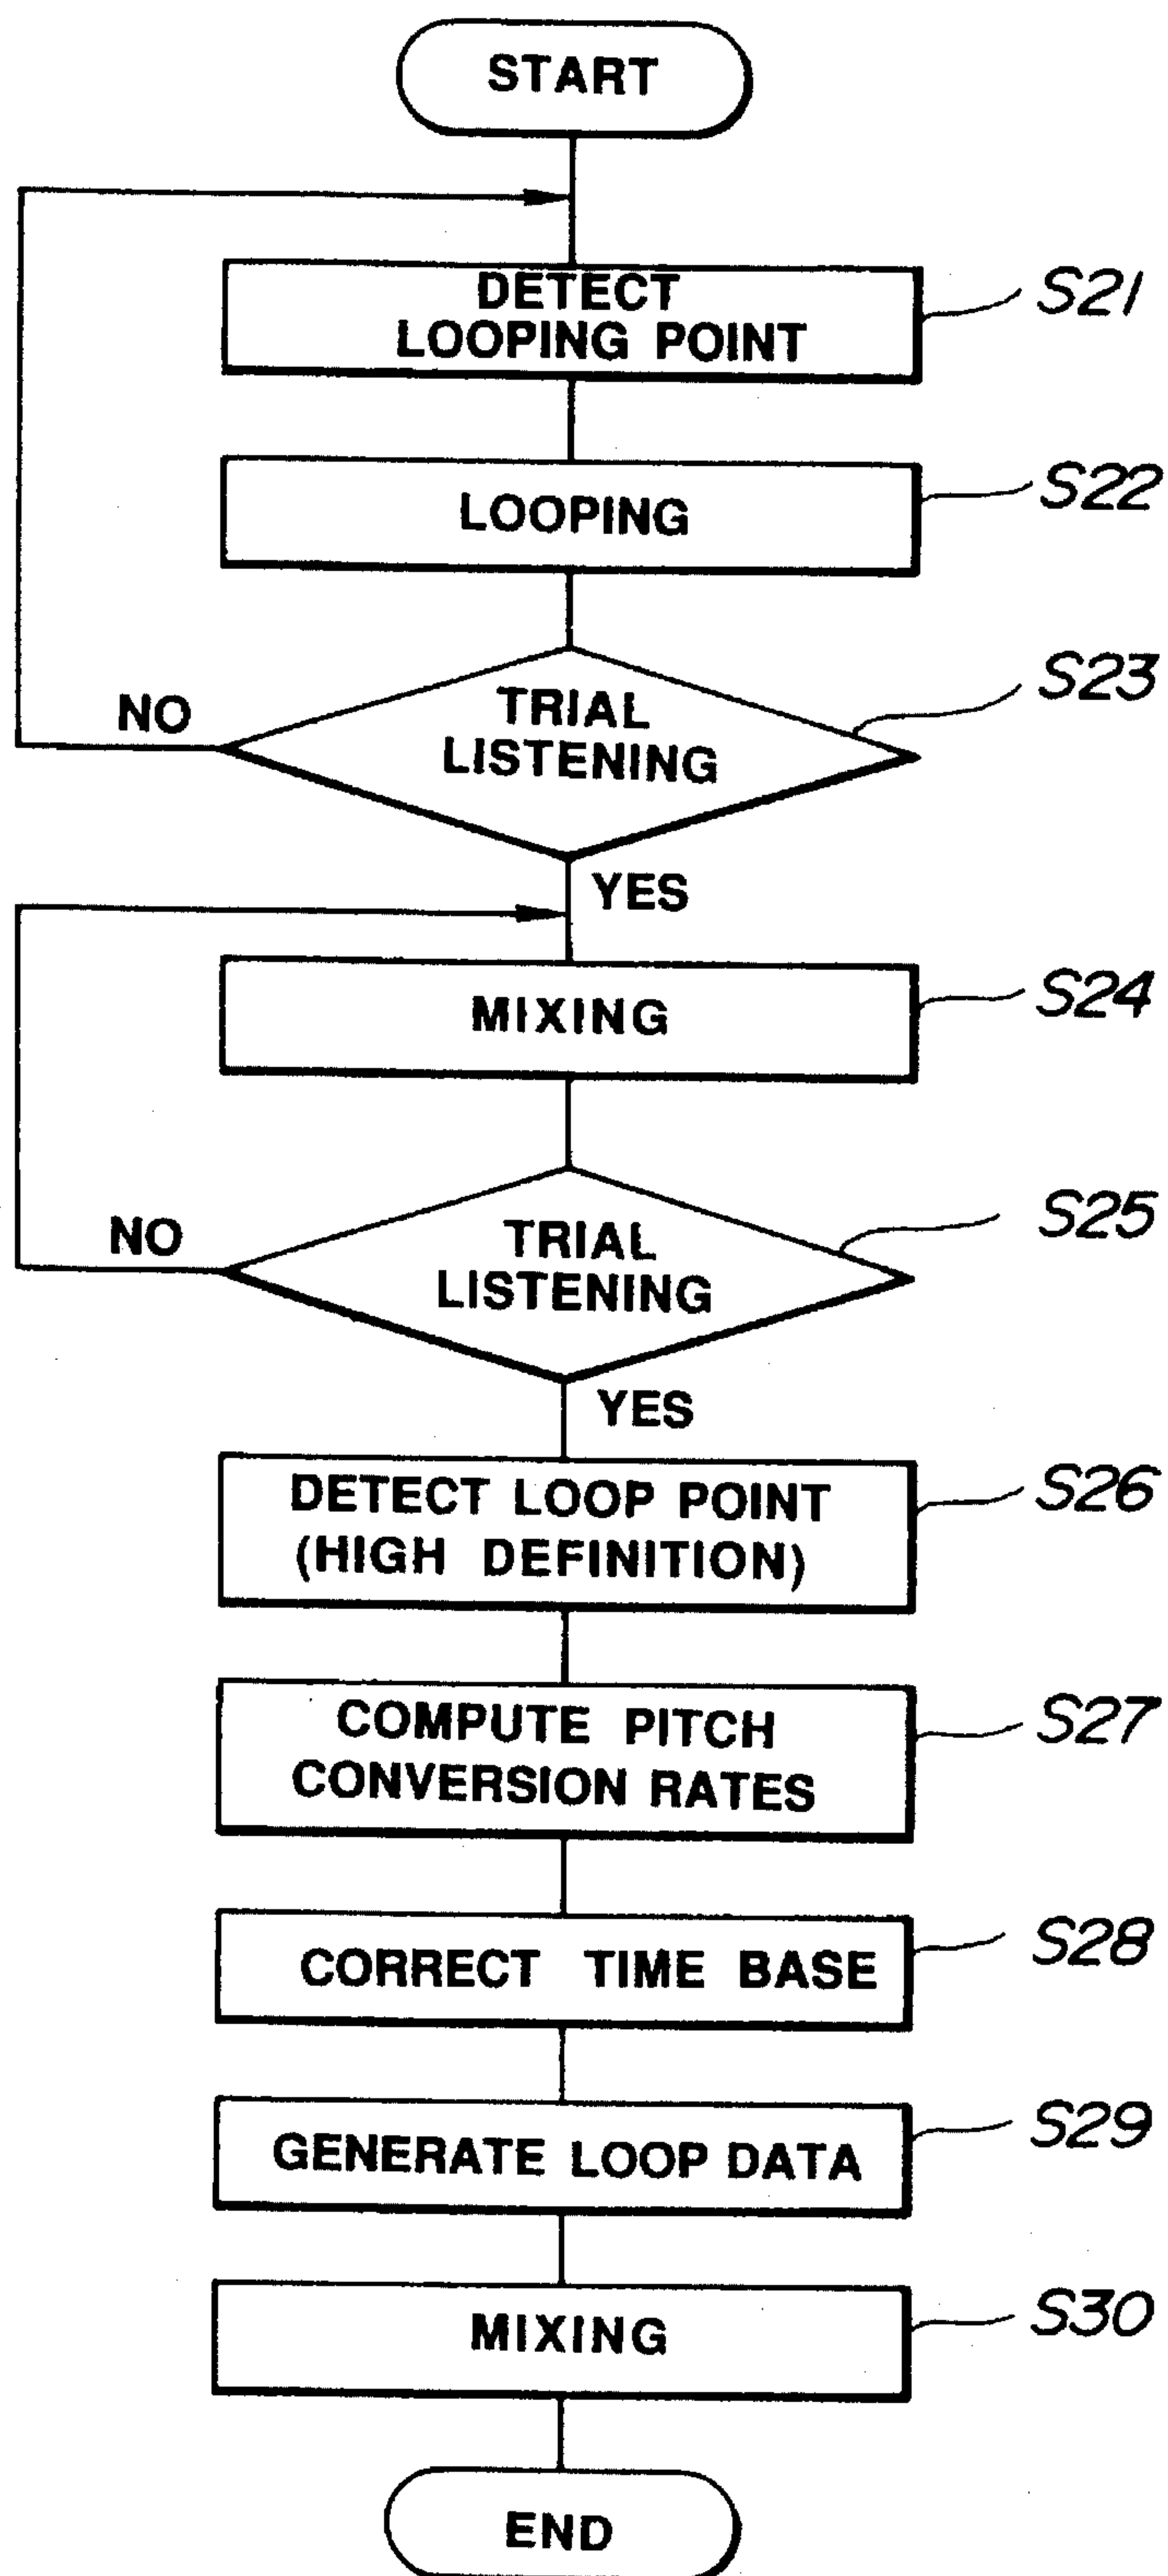 START
DETECT
LOOPING POINT
S21
LOOPING
S22
TRIAL
LISTENING
S23
NO
YES
MIXING
S24
TRIAL
LISTENING
S25
NO
YES
DETECT LOOP POINT
(HIGH DEFINITION)
S26
COMPUTE PITCH
CONVERSION RATES
S27
CORRECT TIME BASE
S28
GENERATE LOOP DATA
S29
MIXING
S30
END